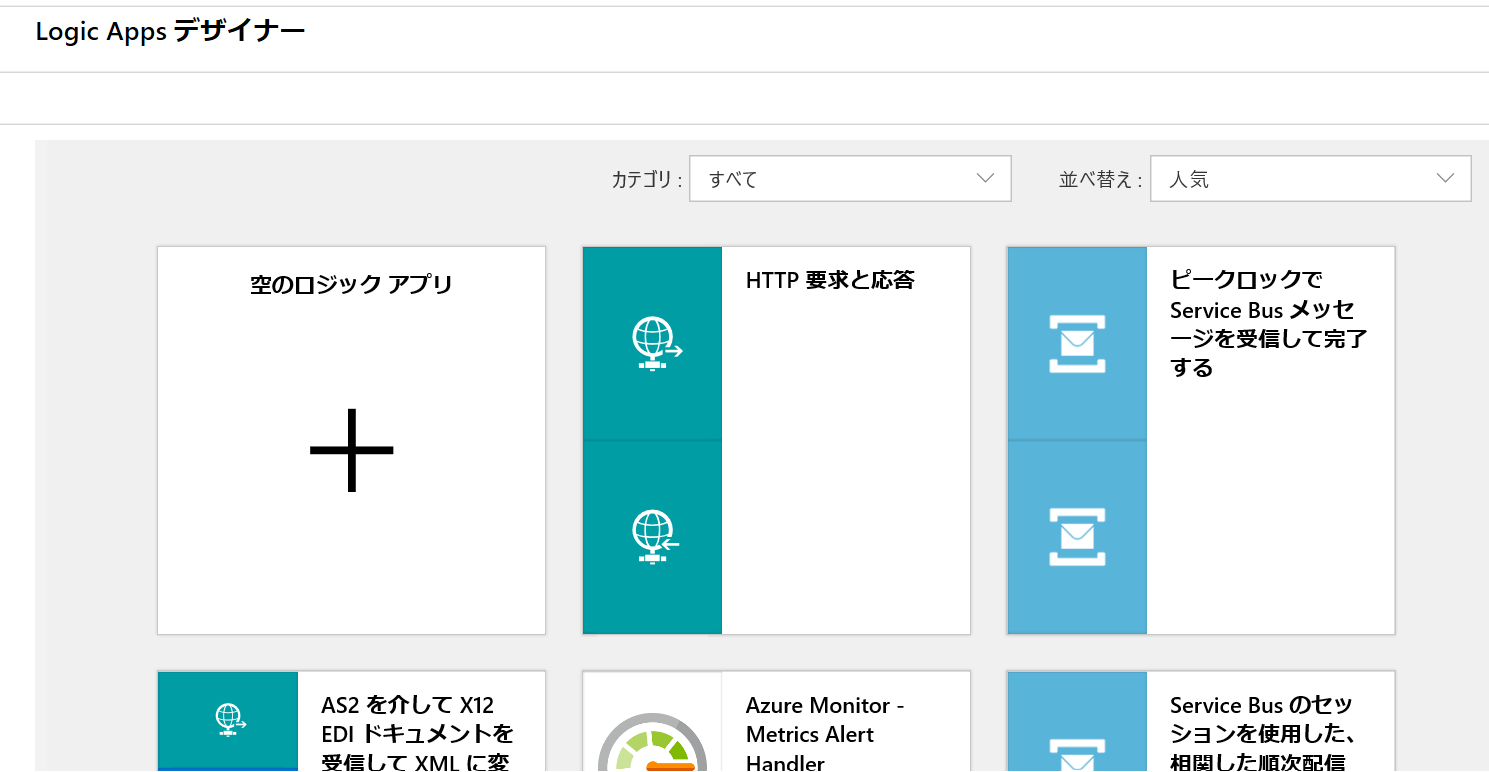 Logic Apps デザイナー
カテゴリ : すべて 並べ替え : 人気
空のロジック アプリ
HTTP 要求と応答
ピークロックで
Service Bus メッセ
ージを受信して完了
する
AS2 を介して X12
EDI ドキュメントを
受信して XML に変
Azure Monitor -
Metrics Alert
Handler
Service Bus のセッ
ションを使用した、
相関した順次配信